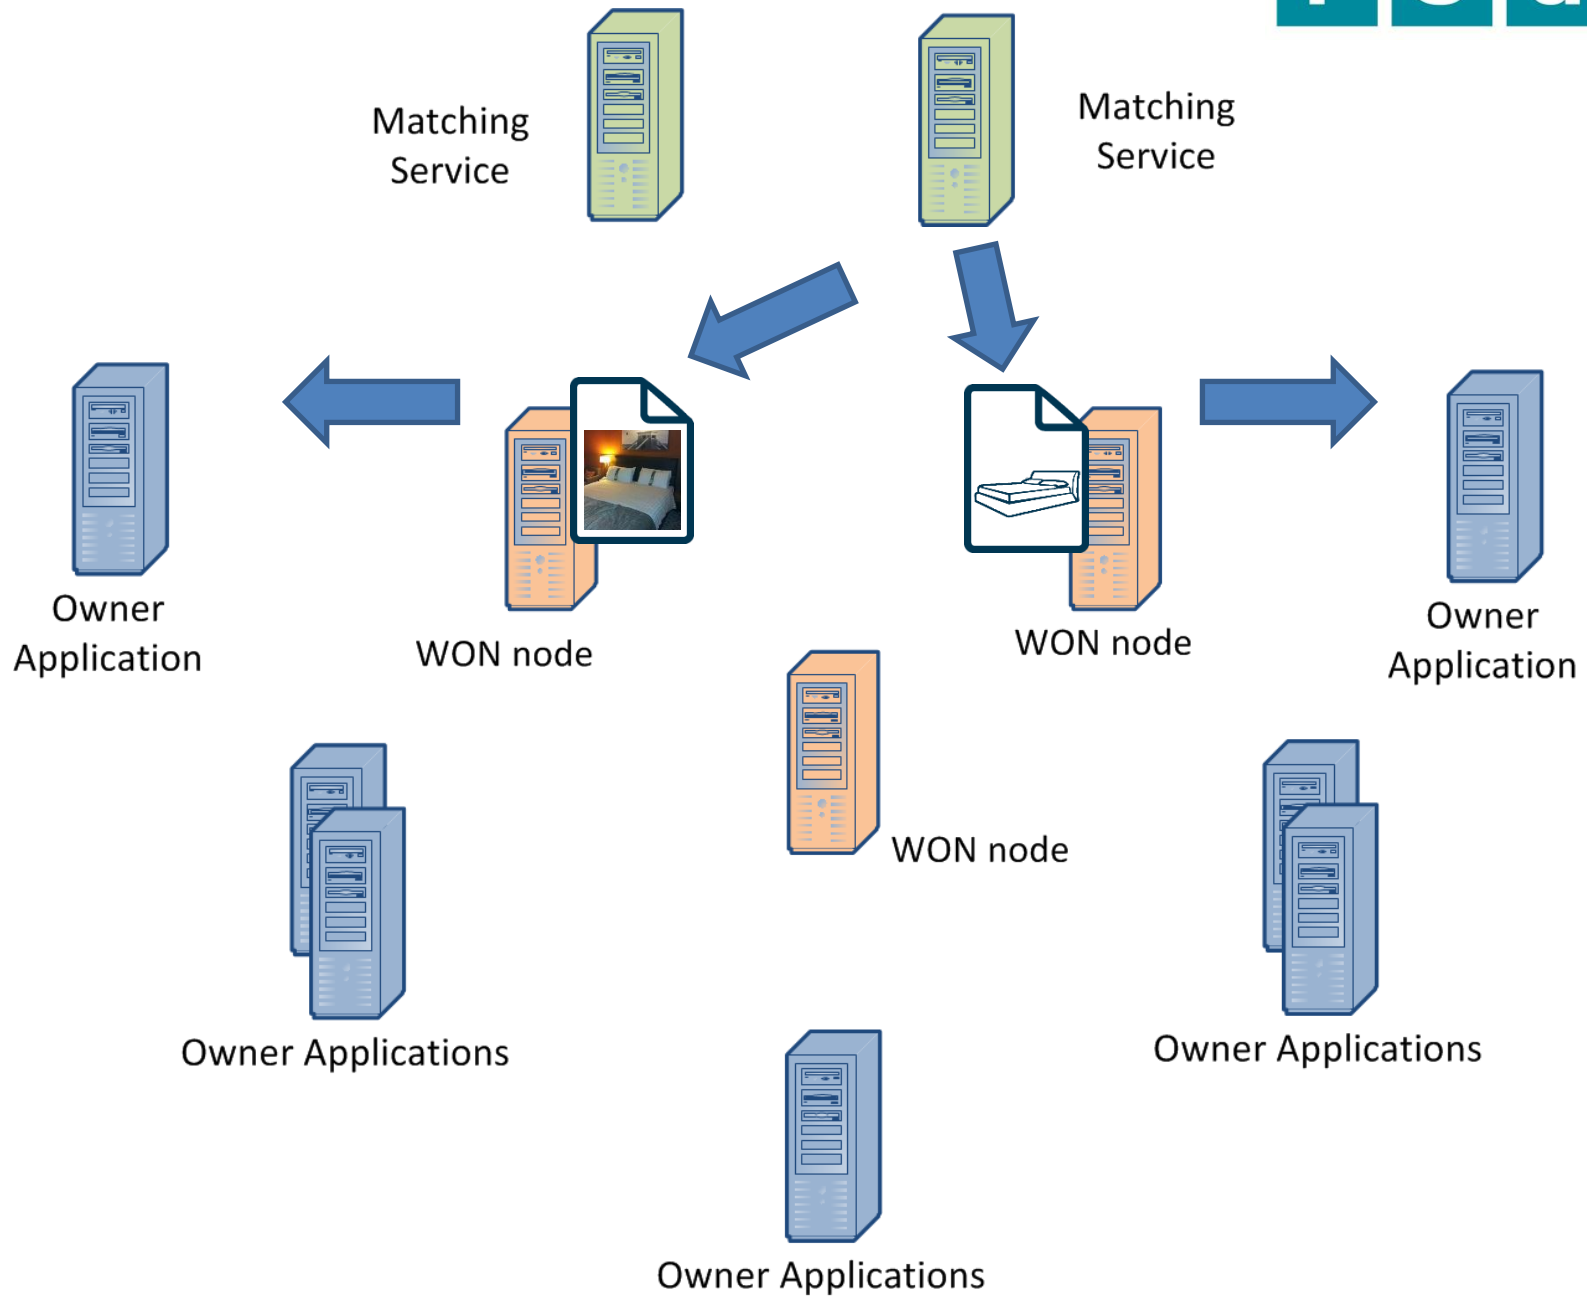 Matching
Service
Matching
Service
Owner
Application
WON node
WON node
Owner
Application
WON node
Owner Applications
Owner Applications
Owner Applications